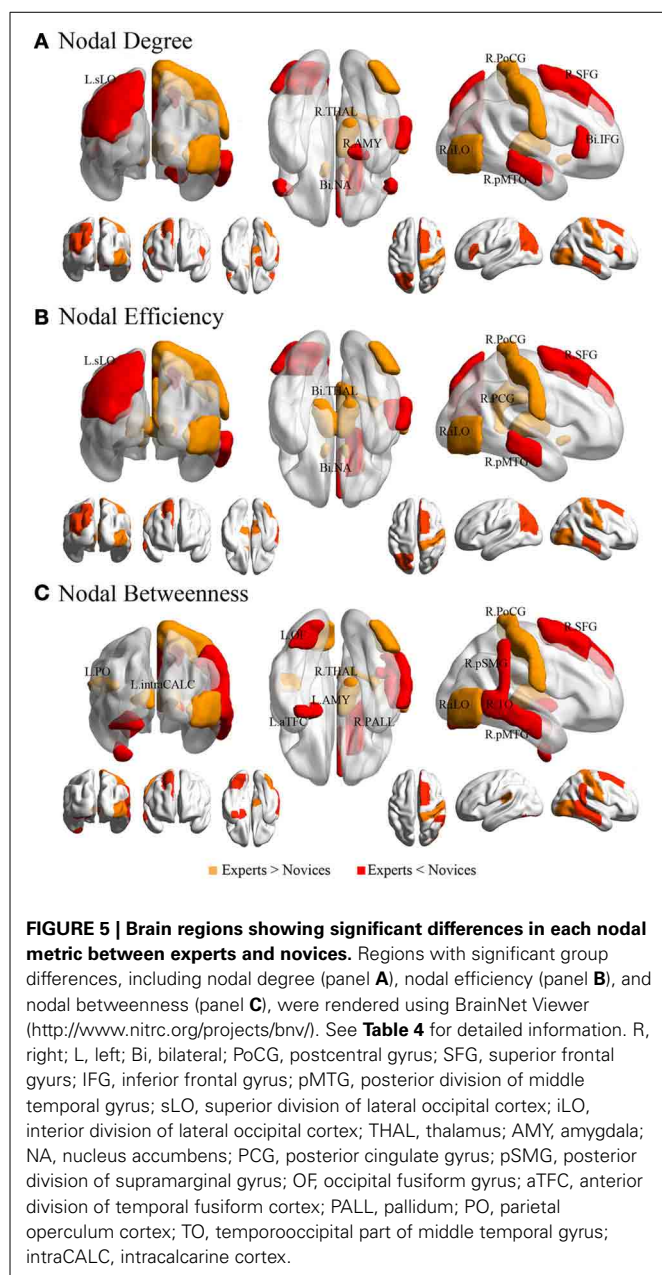 A Nodal Degree
L.sLO
R.THAL
R.AMY
Bi.NA
R.PoCG
R.SFG
Bi.IFG
R.iLO
R.pMTG
B Nodal Efficiency
L.sLO
Bi.THAL
Bi.NA
R.PoCG
R.SFG
R.PCG
R.iLO
R.pMTG
C Nodal Betweenness
L.PO
L.intraCALC
L.OF
R.THAL
L.AMY
L.aTFC
R.PALL
R.PoCG
R.SFG
R.pSMG
R.iLO
R.TO
R.pMTG
Experts > Novices Experts < Novices
FIGURE 5 | Brain regions showing significant differences in each nodal
metric between experts and novices. Regions with significant group
differences, including nodal degree (panel A), nodal efficiency (panel B), and
nodal betweenness (panel C), were rendered using BrainNet Viewer
(http://www.nitrc.org/projects/bnv/). See Table 4 for detailed information. R,
right; L, left; Bi, bilateral; PoCG, postcentral gyrus; SFG, superior frontal
gyurs; IFG, inferior frontal gyrus; pMTG, posterior division of middle
temporal gyrus; sLO, superior division of lateral occipital cortex; iLO,
interior division of lateral occipital cortex; THAL, thalamus; AMY, amygdala;
NA, nucleus accumbens; PCG, posterior cingulate gyrus; pSMG, posterior
division of supramarginal gyrus; OF, occipital fusiform gyrus; aTFC, anterior
division of temporal fusiform cortex; PALL, pallidum; PO, parietal
operculum cortex; TO, temporooccipital part of middle temporal gyrus;
intraCALC, intracalcarine cortex.